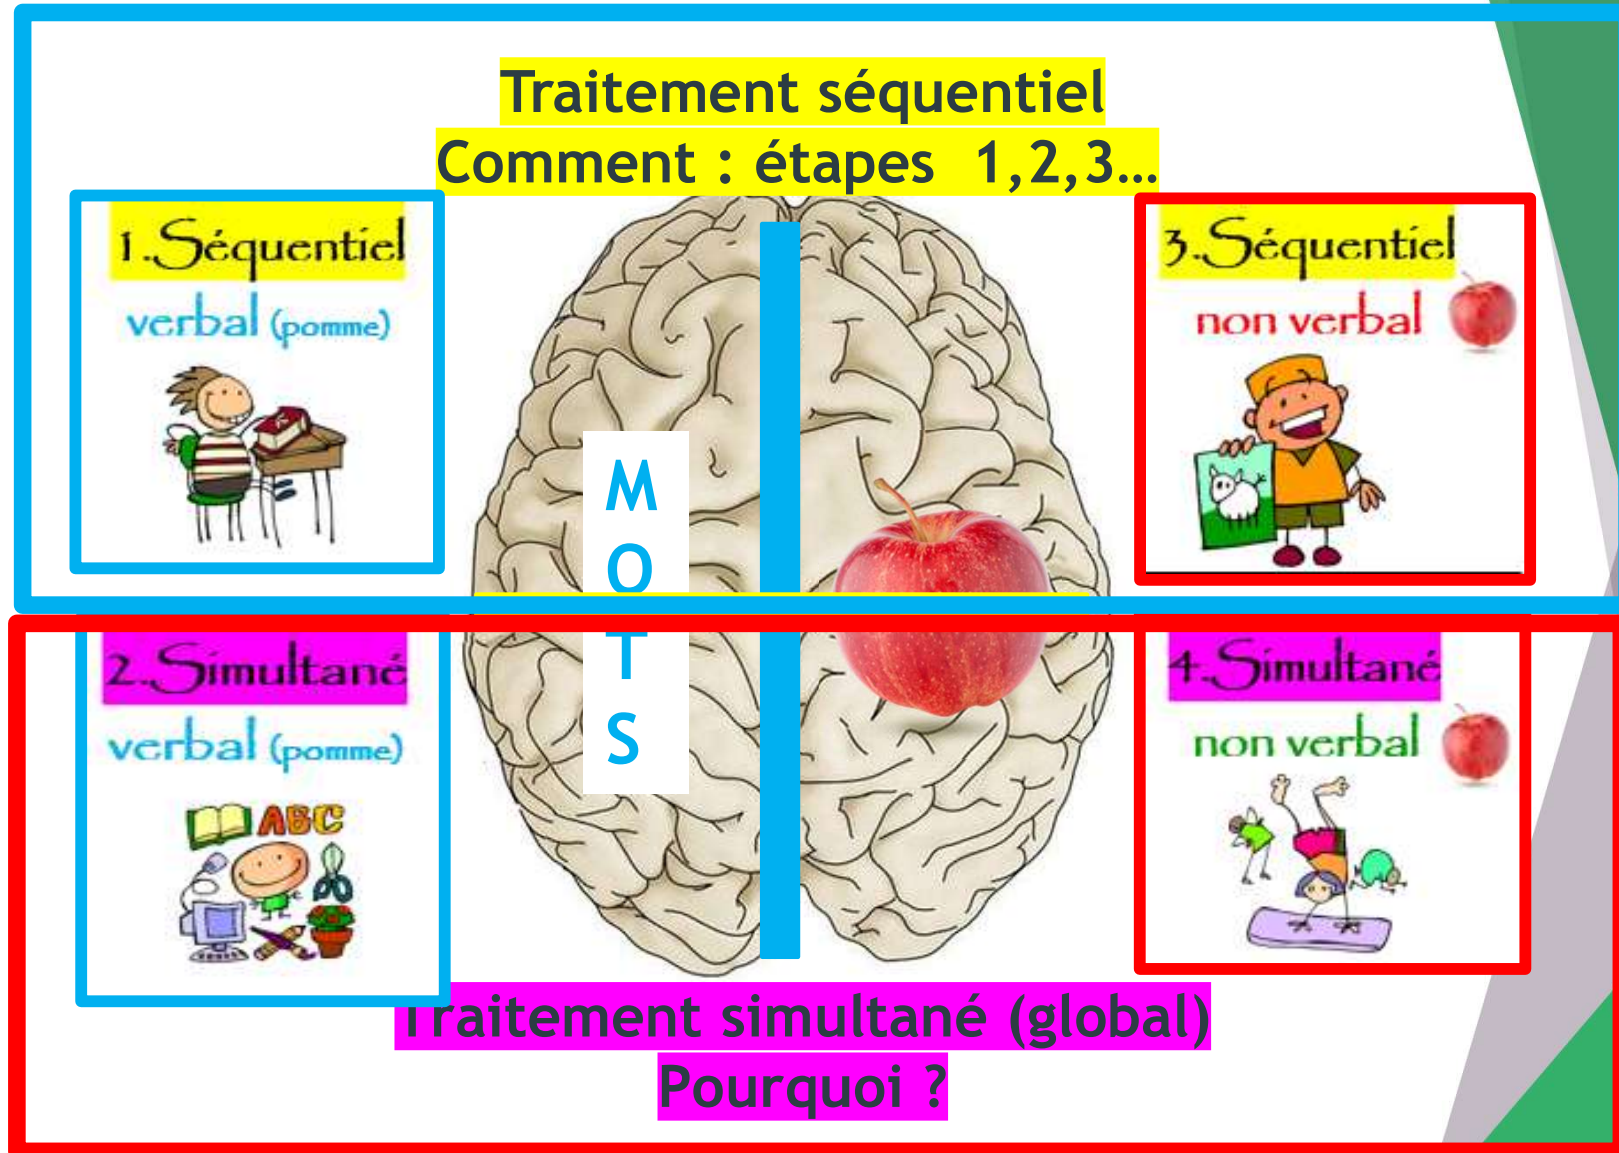 Traitement séquentiel
Comment : étapes 1,2,3...
1.Séquentiel
verbal (pomme)
3.Séquentiel
non verbal
M
O
T
S
2.Simultané
verbal (pomme)
ABC
4.Simultané
non verbal
Traitement simultané (global)
Pourquoi ?